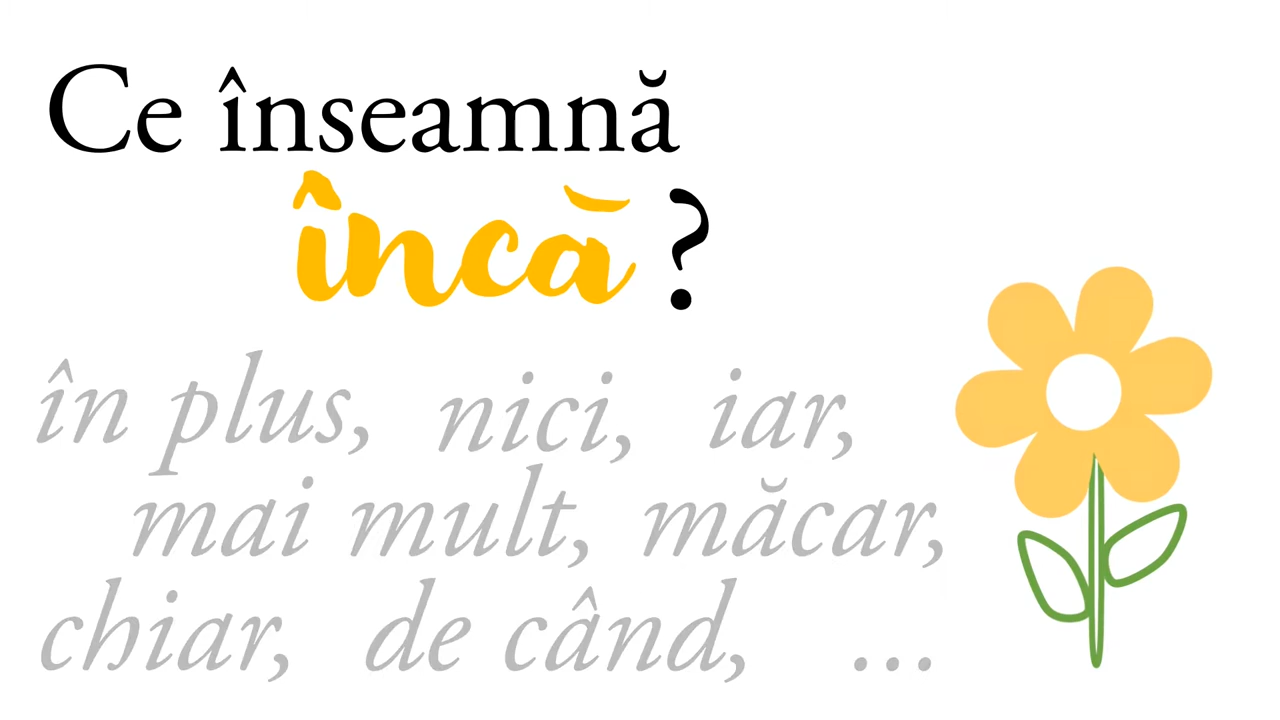 Ce înseamnă
încă ?
în plus, nici, iar,
mai mult, măcar,
chiar, de când, ...